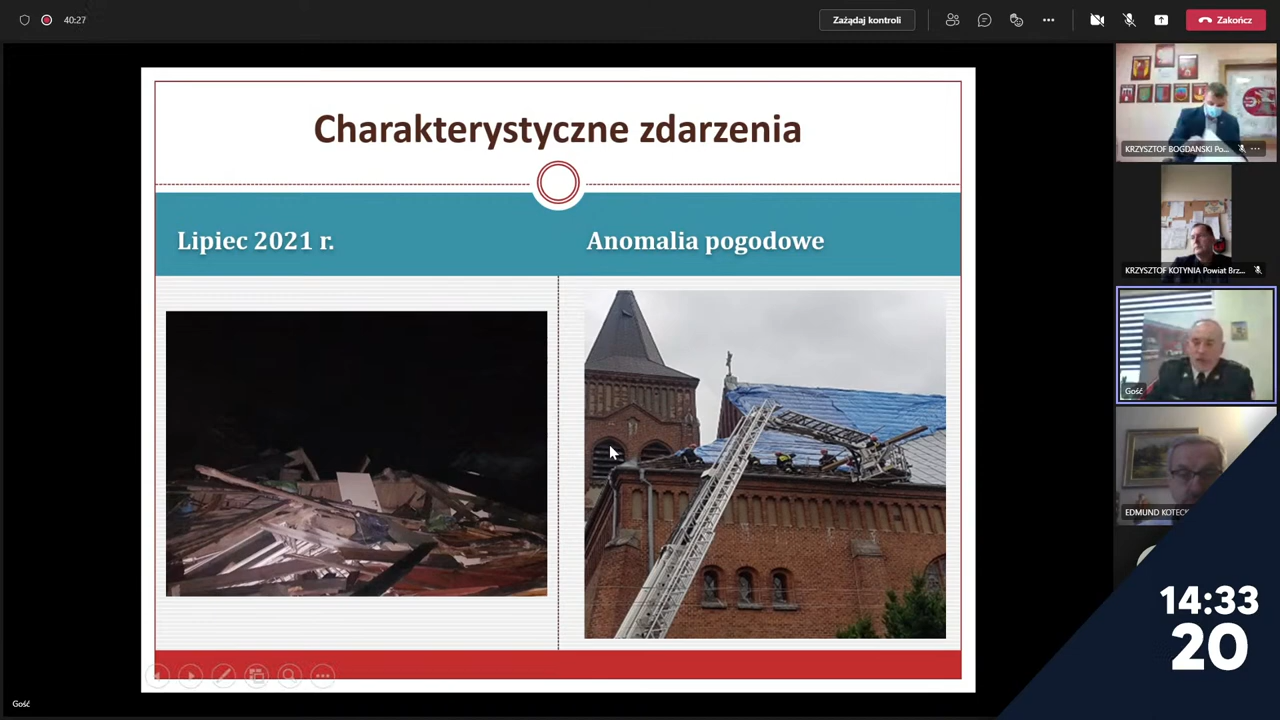 40:27
Zażądaj kontroli
Zakończ
Charakterystyczne zdarzenia
Lipiec 2021 r.
Anomalia pogodowe
KRZYSZTOF BOGDANSKI Po...
KRZYSZTOF KOTYNIA Powiat Brz...
Gość
EDMUND KOTECK
14:33
20
Gość